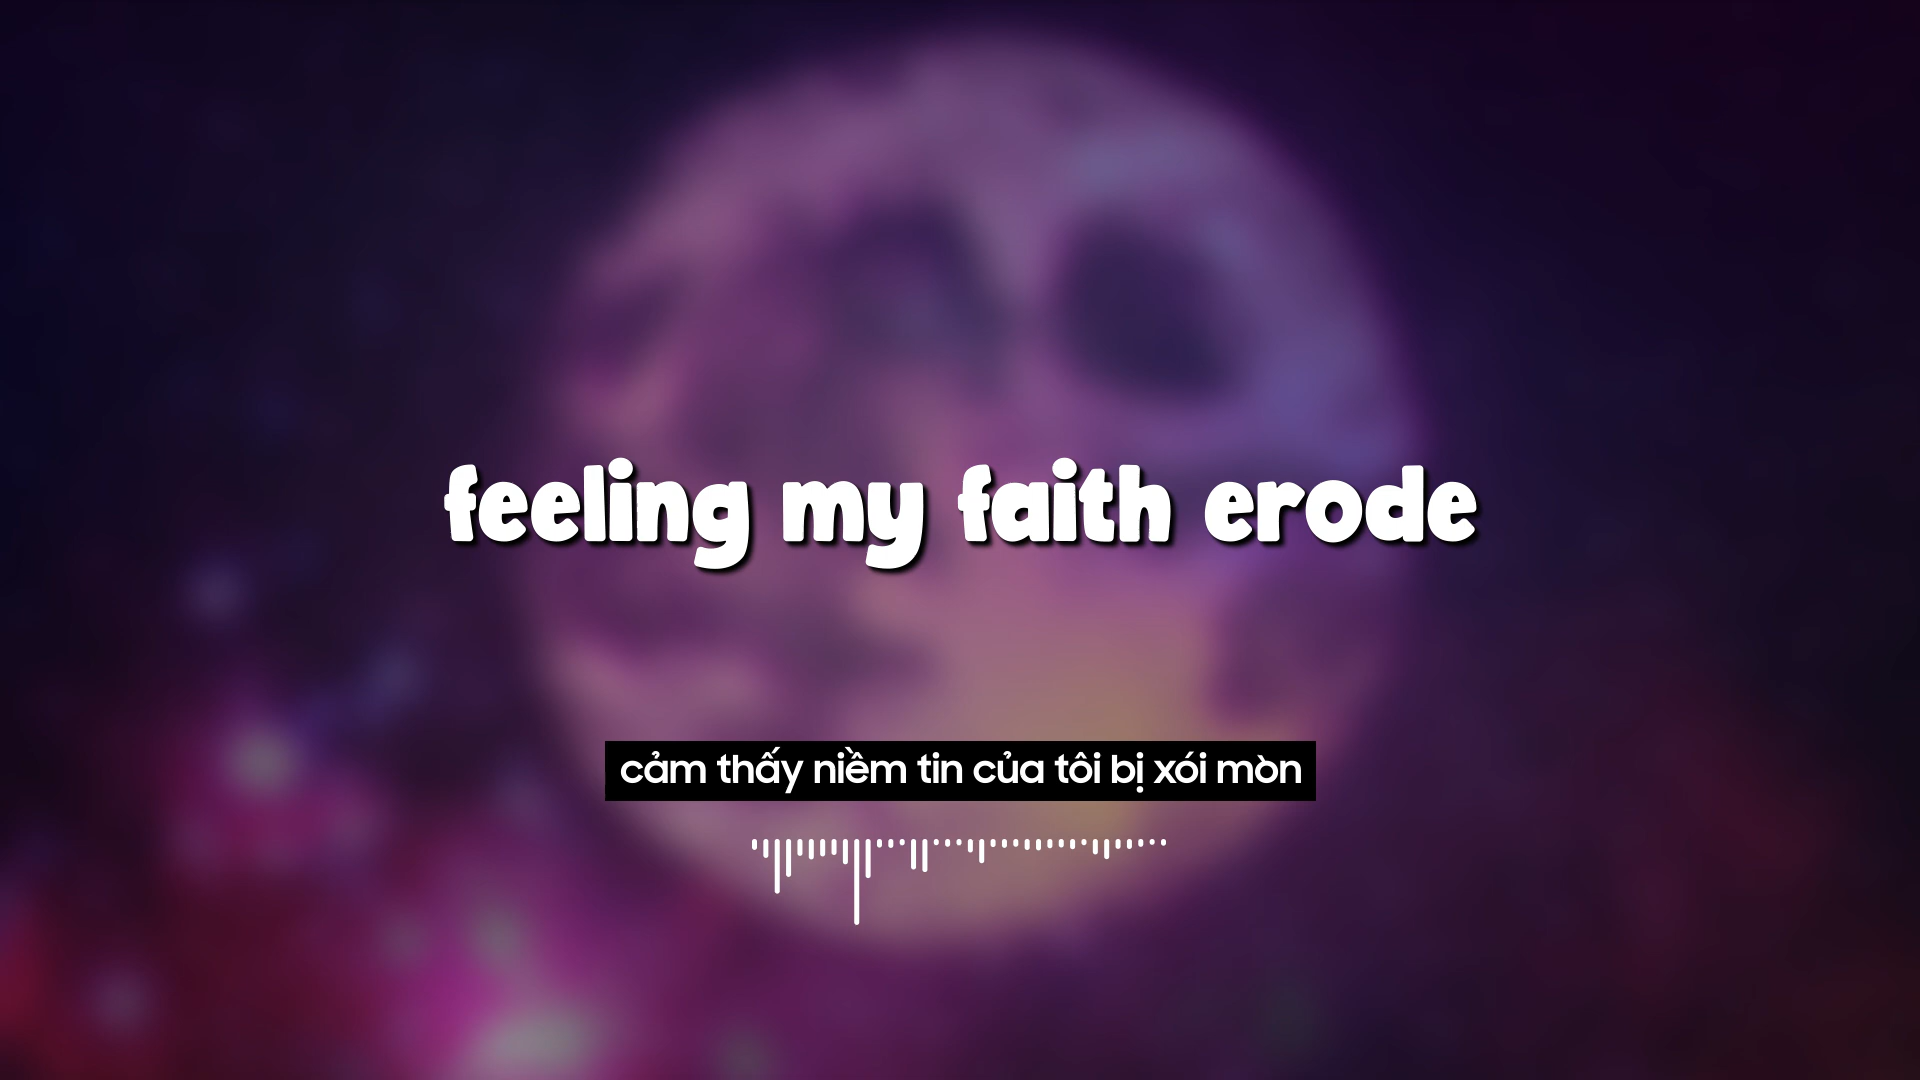 feeling my faith erode
cảm thấy niềm tin của tôi bị xói mòn